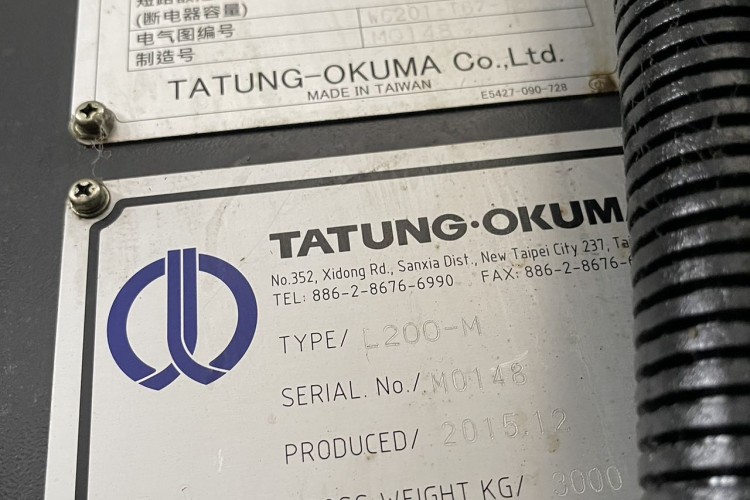 (断电器容量)
电气图编号
制造号 M0148
TATUNG-OKUMA Co.,Ltd.
MADE IN TAIWAN E5427-090-728
TATUNG·OKUM
No.352, Xidong Rd., Sanxia Dist., New Taipei City 237, Ta
TEL: 886-2-8676-6990 FAX: 886-2-8676-
TYPE/ L200-M
SERIAL. No./ M0148
PRODUCED/ 2015.12
WEIGHT KG/ 3000